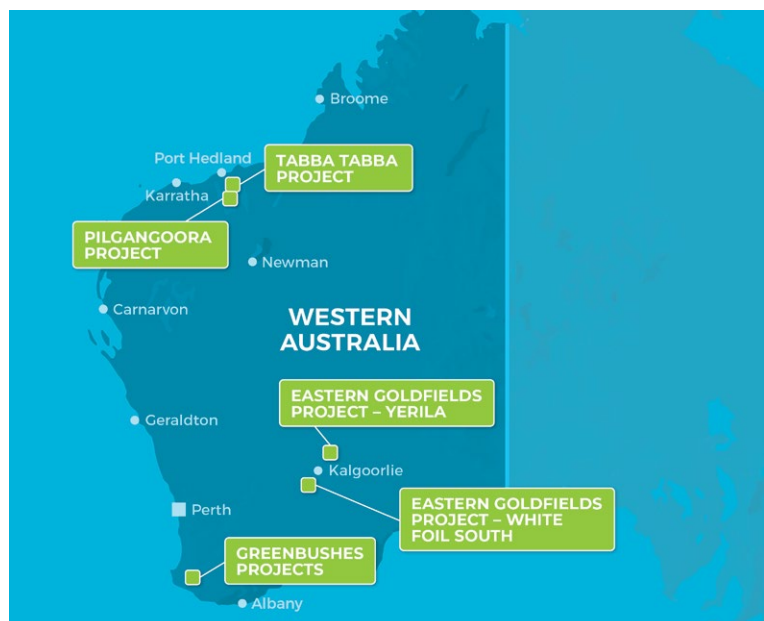 Broome
Port Hedland
TABBA TABBA
PROJECT
Karratha
PILGANGOORA
PROJECT
Newman
Carnarvon
WESTERN
AUSTRALIA
EASTERN GOLDFIELDS
PROJECT – YERILA
Geraldton
Kalgoorlie
EASTERN GOLDFIELDS
PROJECT – WHITE
FOIL SOUTH
Perth
GREENBUSHES
PROJECTS
Albany